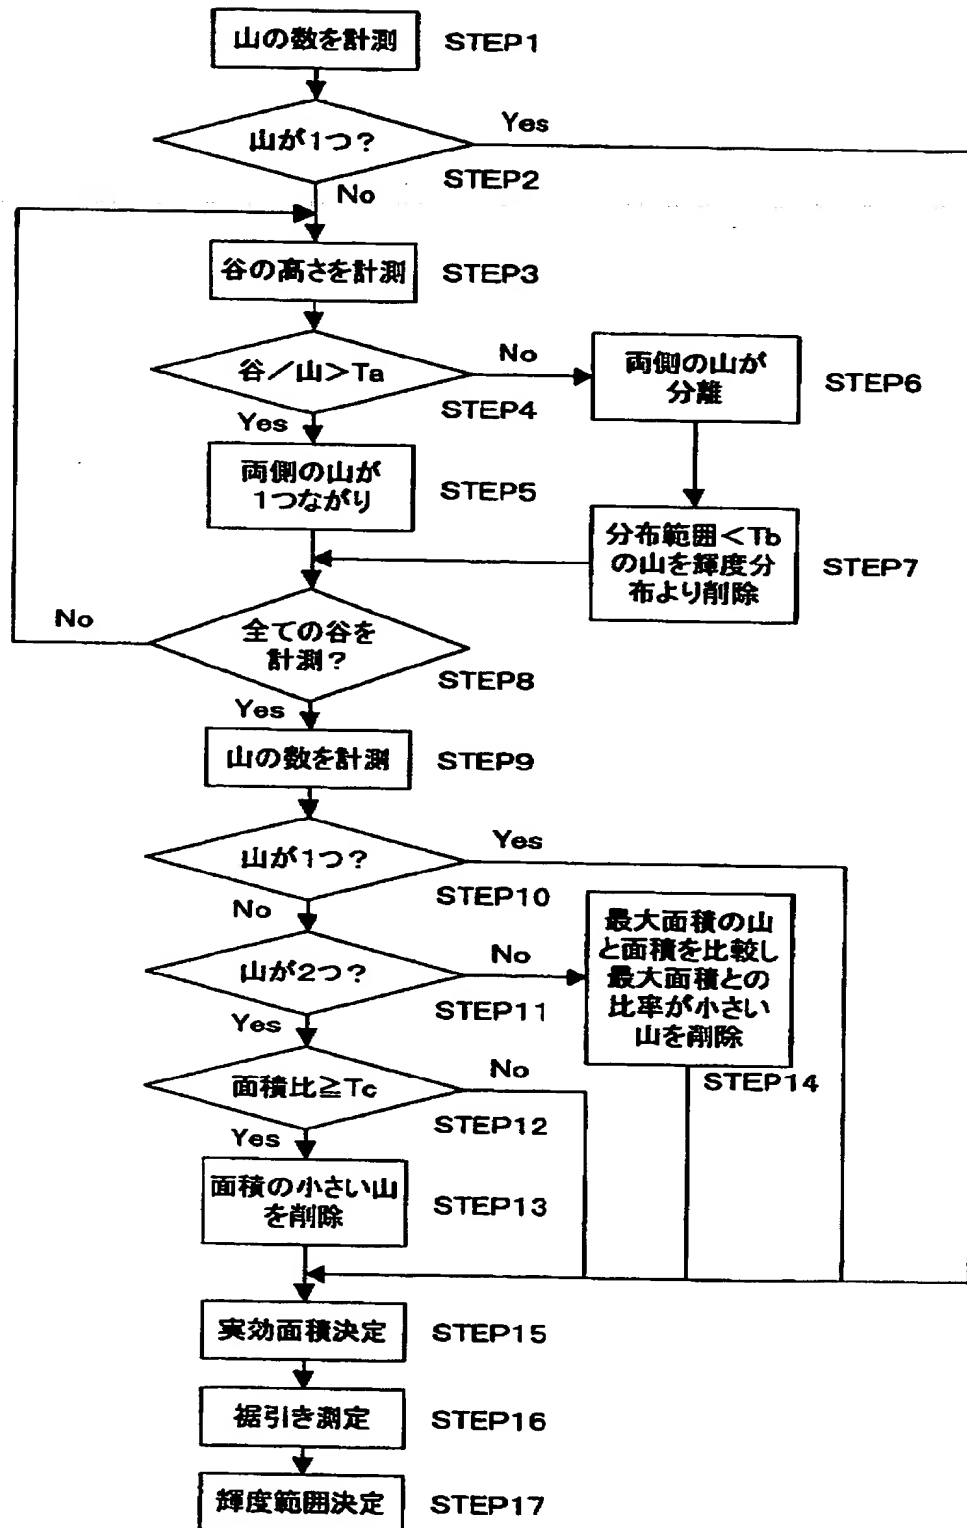 山の数を計測
STEP1
山が1つ?
Yes
STEP2
No
谷の高さを計測
STEP3
谷/山>Ta
No
STEP4
Yes
両側の山が
分離
STEP6
両側の山が
1つながり
STEP5
分布範囲<Tb
の山を輝度分
布より削除
STEP7
全ての谷を
計測?
No
STEP8
Yes
山の数を計測
STEP9
山が1つ?
Yes
STEP10
No
山が2つ?
No
STEP11
Yes
最大面積の山
と面積を比較し
最大面積との
比率が小さい
山を削除
STEP14
面積比≧Tc
No
STEP12
Yes
面積の小さい山
を削除
STEP13
実効面積決定
STEP15
裾引き測定
STEP16
輝度範囲決定
STEP17